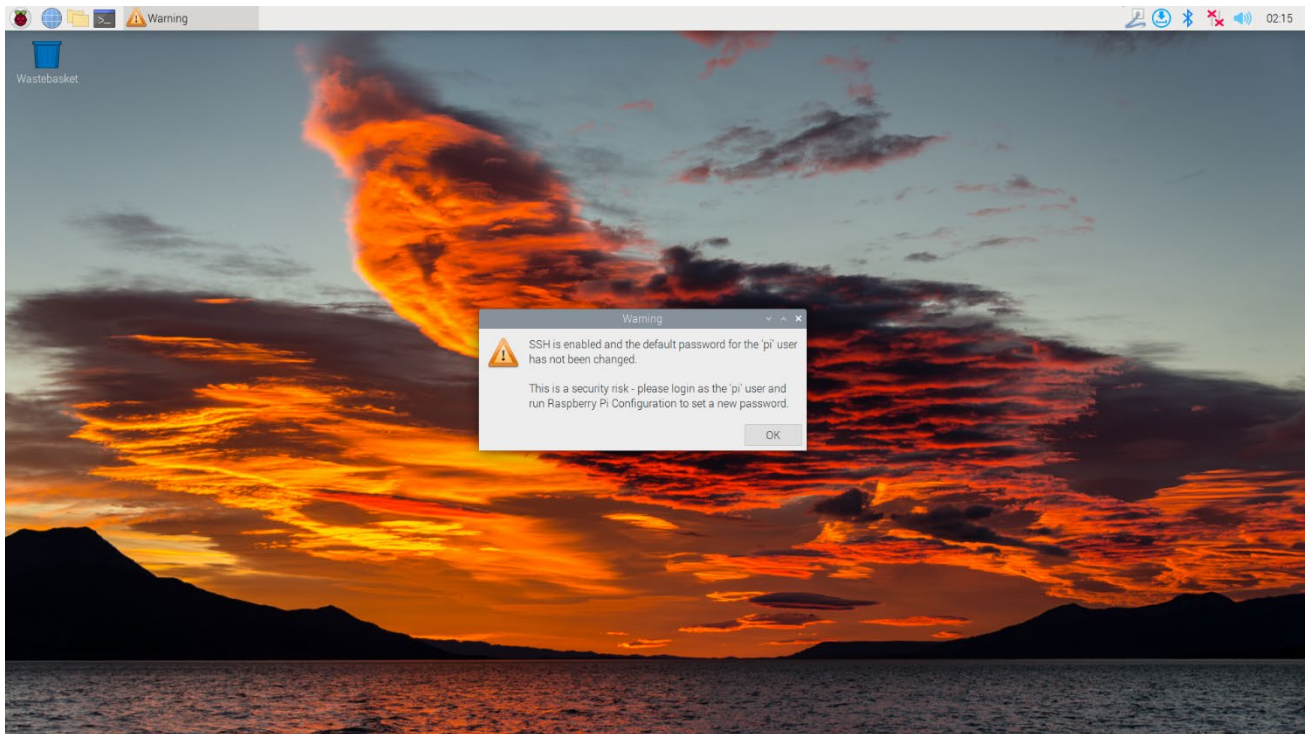 Warning
02:15
Wastebasket
Warning
SSH is enabled and the default password for the 'pi' user
has not been changed.
This is a security risk - please login as the 'pi' user and
run Raspberry Pi Configuration to set a new password.
OK